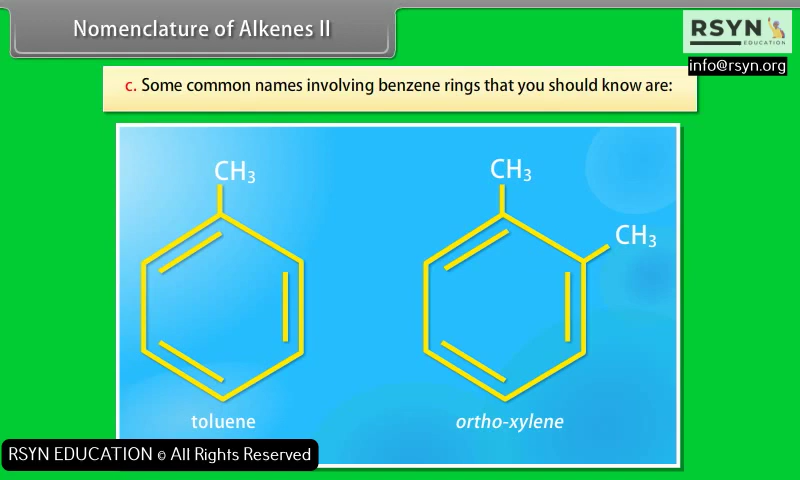 Nomenclature of Alkenes II
RSYN
EDUCATION
info@rsyn.org
c. Some common names involving benzene rings that you should know are:
CH₃
CH₃
CH₃
toluene
ortho-xylene
RSYN EDUCATION © All Rights Reserved